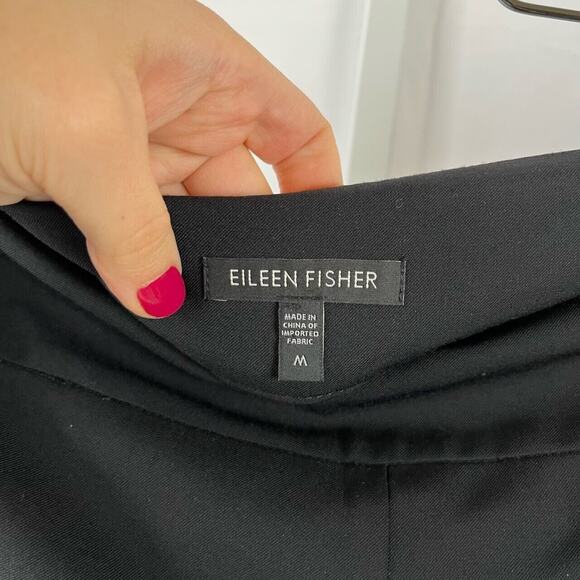 EILEEN FISHER
MADE IN
CHINA OF
IMPORTED
FABRIC
M